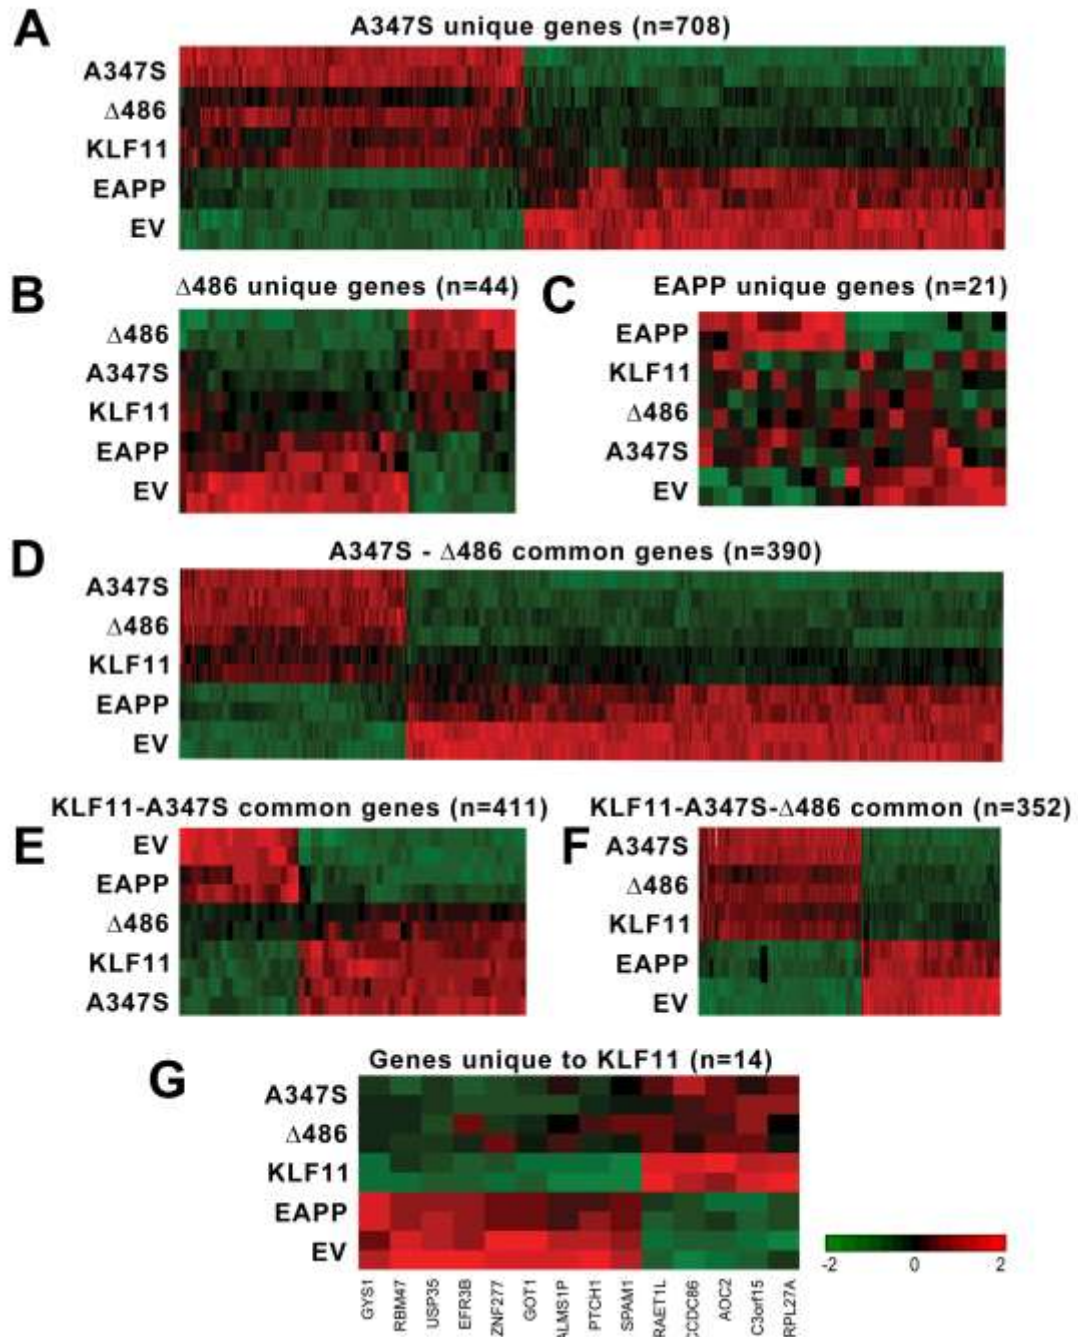 A
A347S unique genes (n=708)
A347S
Δ486
KLF11
EAPP
EV
B
Δ486 unique genes (n=44)
Δ486
A347S
KLF11
EAPP
EV
C
EAPP unique genes (n=21)
EAPP
KLF11
Δ486
A347S
EV
D
A347S - Δ486 common genes (n=390)
A347S
Δ486
KLF11
EAPP
EV
KLF11-A347S common genes (n=411)
E
EV
EAPP
Δ486
KLF11
A347S
KLF11-A347S-Δ486 common (n=352)
F
A347S
Δ486
KLF11
EAPP
EV
G
Genes unique to KLF11 (n=14)
A347S
Δ486
KLF11
EAPP
EV
GYS1
RBM47
USP35
EFR3B
ZNF277
GOT1
ALMS1P
PTCH1
SPAM1
RAET1L
CCDC86
AOC2
C3orf15
RPL27A
-2 0 2